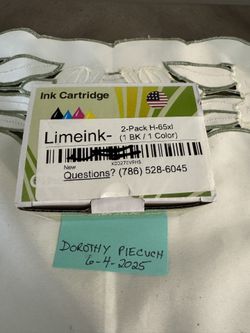 Ink Cartridge
Limeink-
2-Pack H-65xl
(1 BK / 1 Color)
New
Questions? (786) 528-6045
DOROTHY PIECUCH
6-4-2025